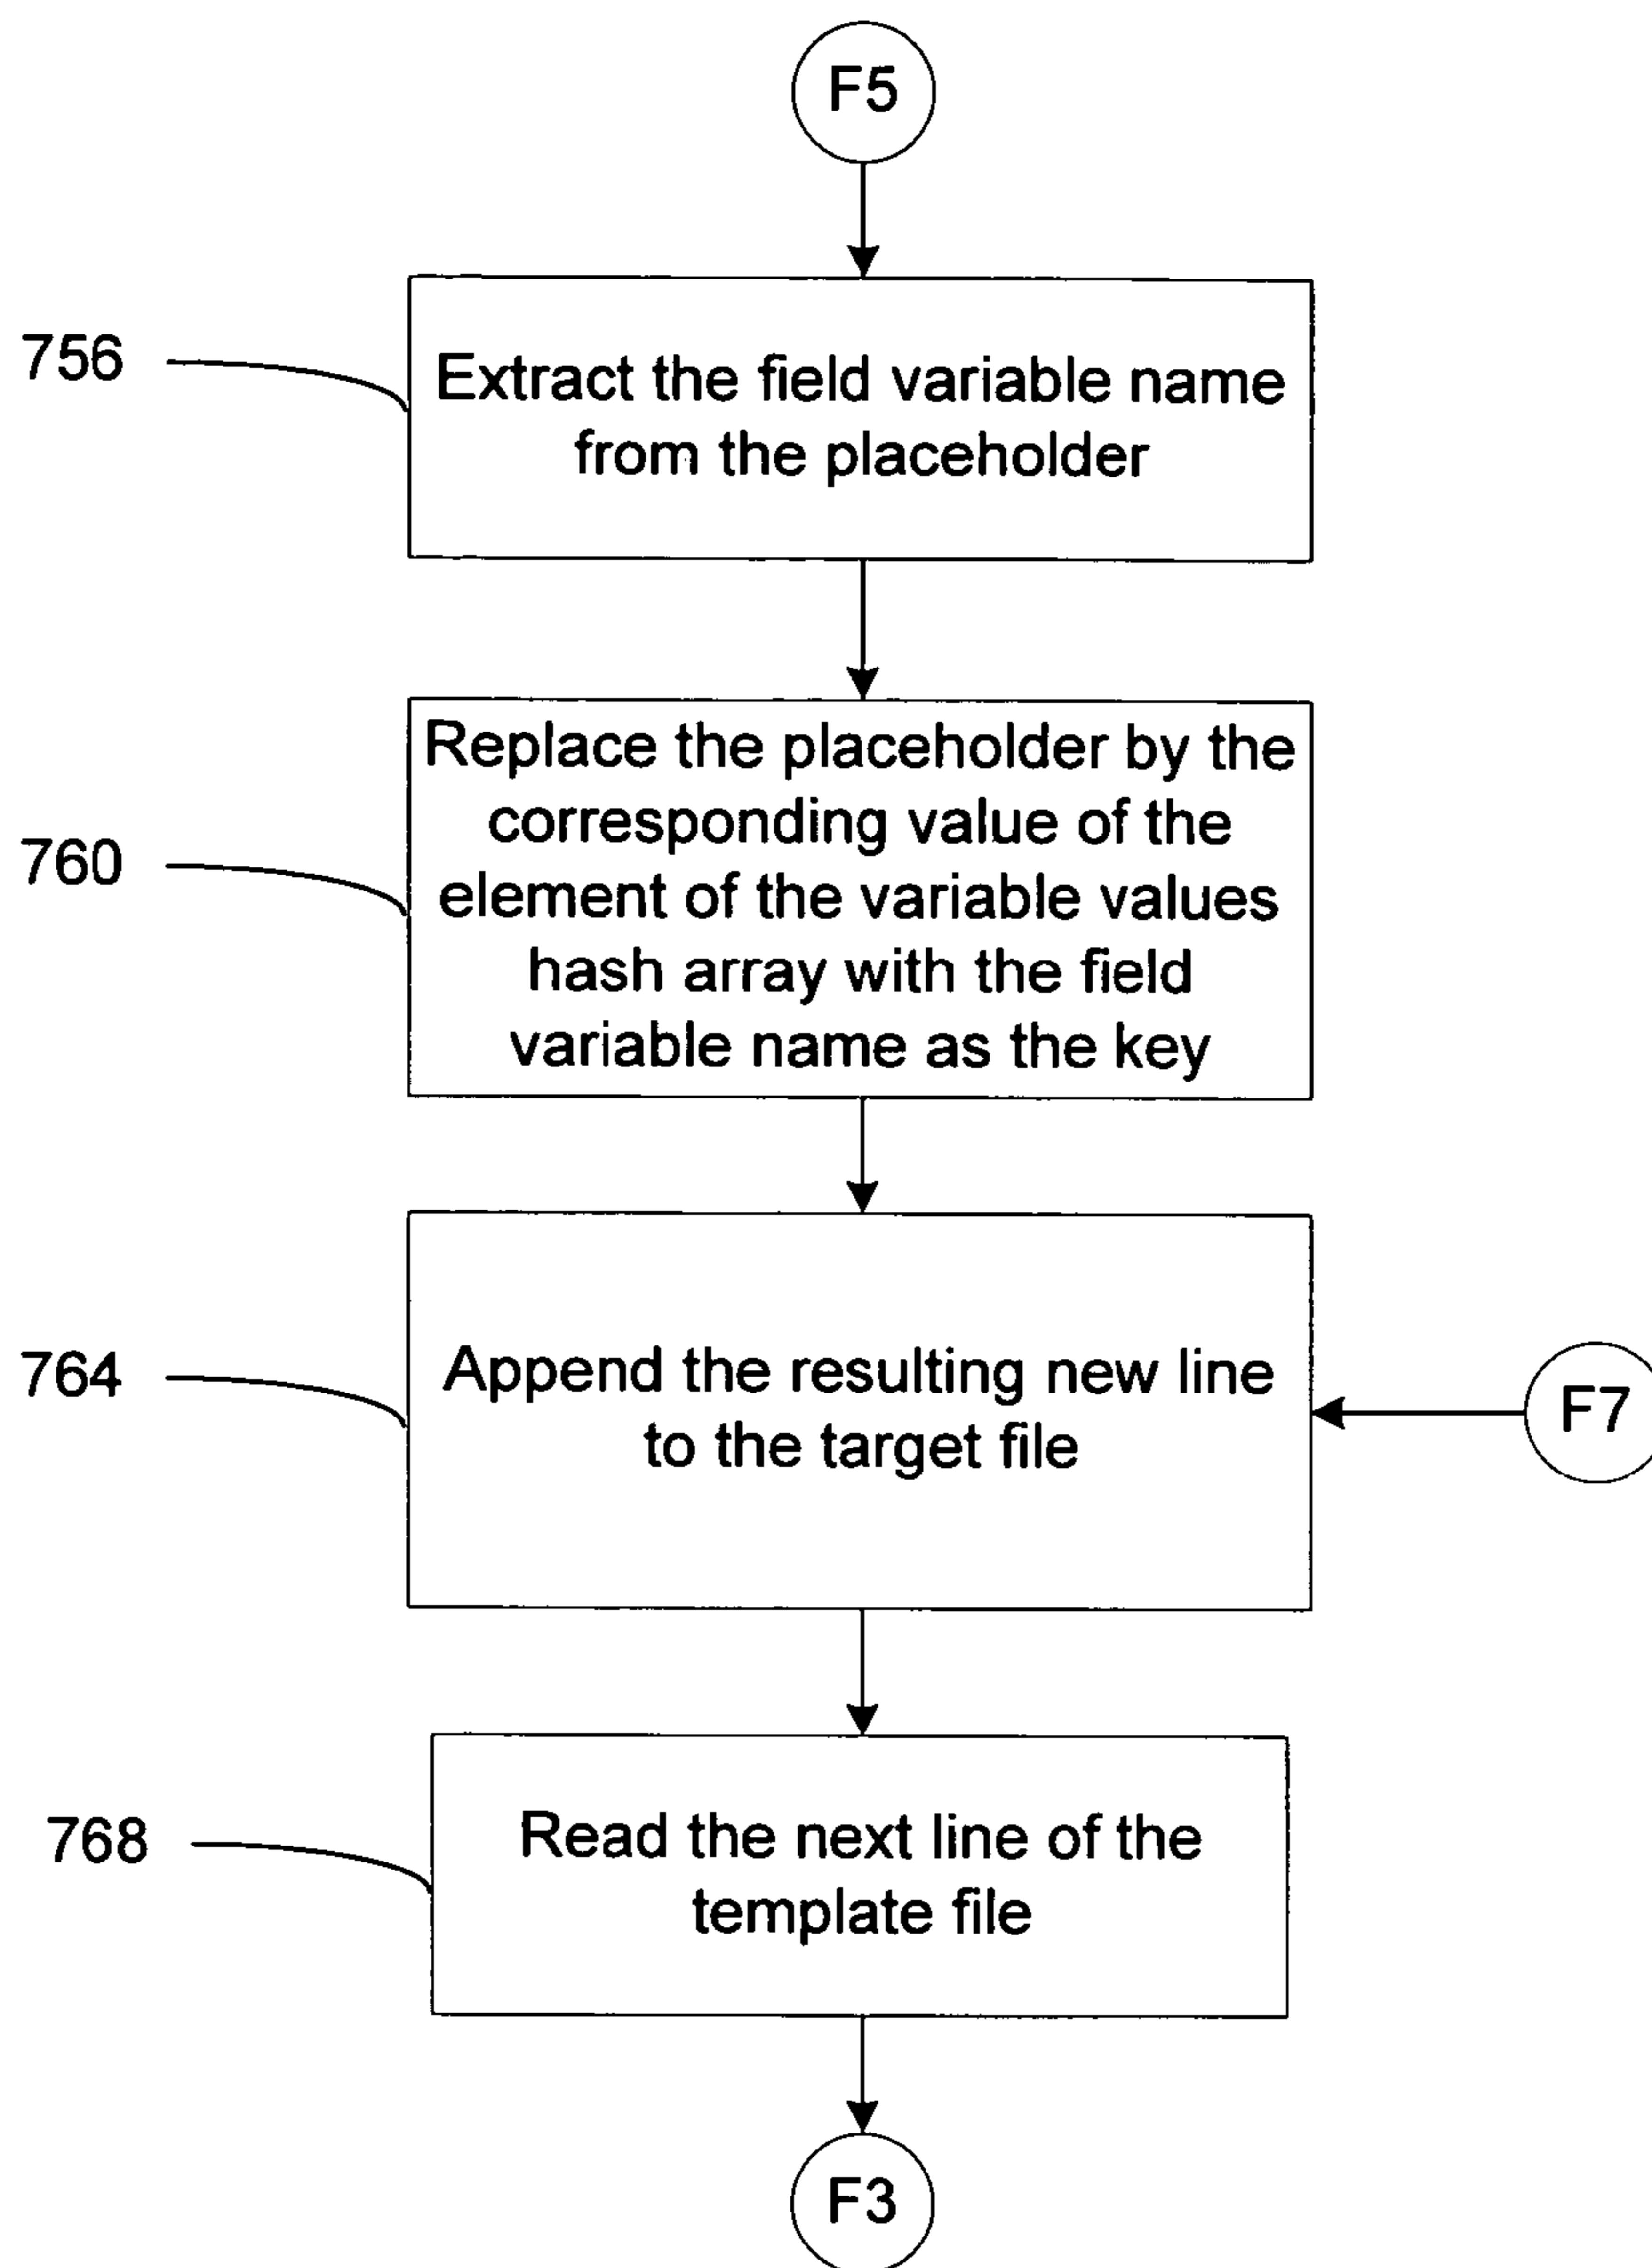 F5
756
Extract the field variable name
from the placeholder
760
Replace the placeholder by the
corresponding value of the
element of the variable values
hash array with the field
variable name as the key
764
Append the resulting new line
to the target file
F7
768
Read the next line of the
template file
F3